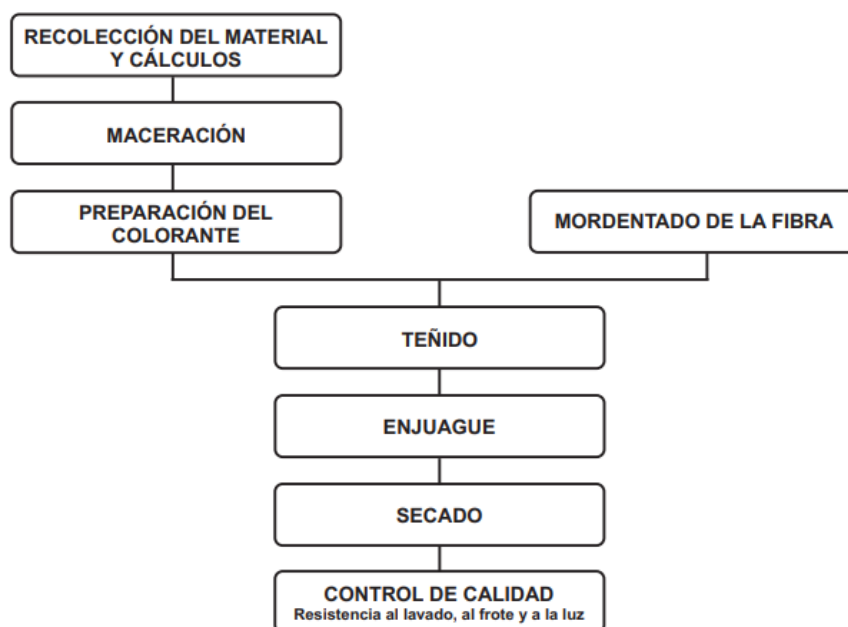 RECOLECCIÓN DEL MATERIAL
Y CÁLCULOS
MACERACIÓN
PREPARACIÓN DEL
COLORANTE
MORDENTADO DE LA FIBRA
TEÑIDO
ENJUAGUE
SECADO
CONTROL DE CALIDAD
Resistencia al lavado, al frote y a la luz